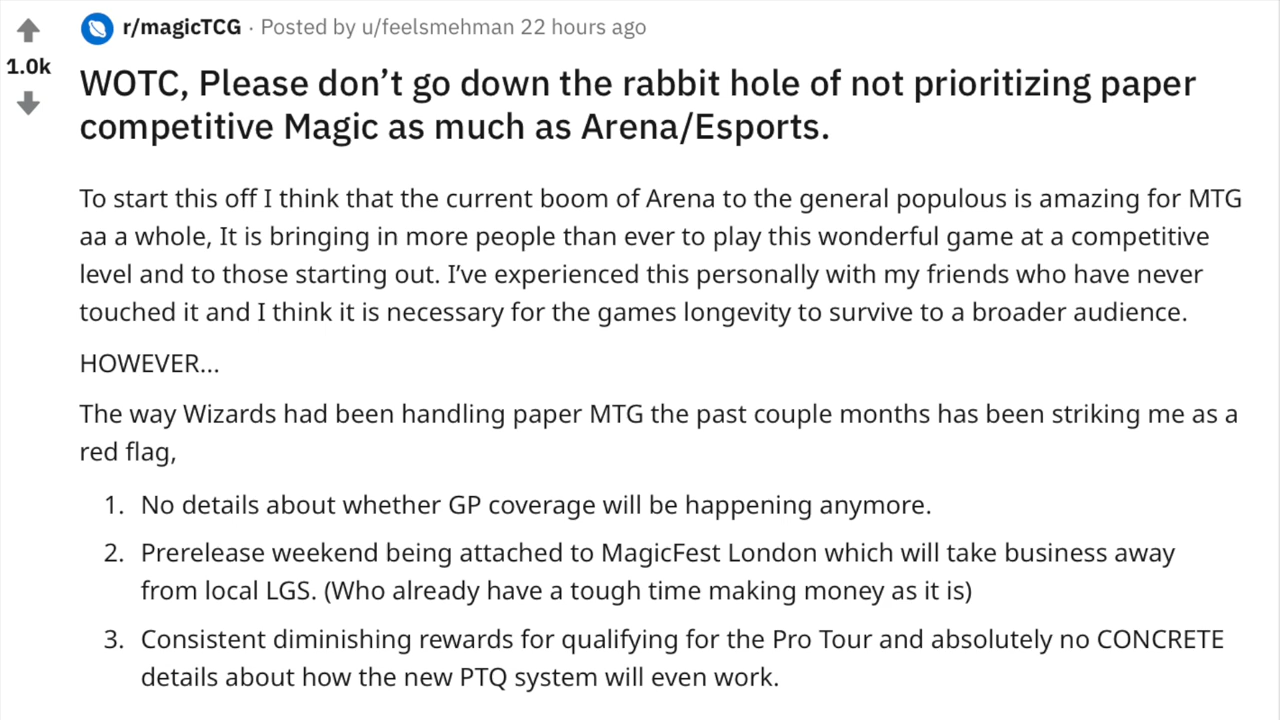 r/magicTCG · Posted by u/feelsmehman 22 hours ago
1.0k
WOTC, Please don’t go down the rabbit hole of not prioritizing paper
competitive Magic as much as Arena/Esports.
To start this off I think that the current boom of Arena to the general populous is amazing for MTG
aa a whole, It is bringing in more people than ever to play this wonderful game at a competitive
level and to those starting out. I’ve experienced this personally with my friends who have never
touched it and I think it is necessary for the games longevity to survive to a broader audience.
HOWEVER...
The way Wizards had been handling paper MTG the past couple months has been striking me as a
red flag,
1. No details about whether GP coverage will be happening anymore.
2. Prerelease weekend being attached to MagicFest London which will take business away
from local LGS. (Who already have a tough time making money as it is)
3. Consistent diminishing rewards for qualifying for the Pro Tour and absolutely no CONCRETE
details about how the new PTQ system will even work.